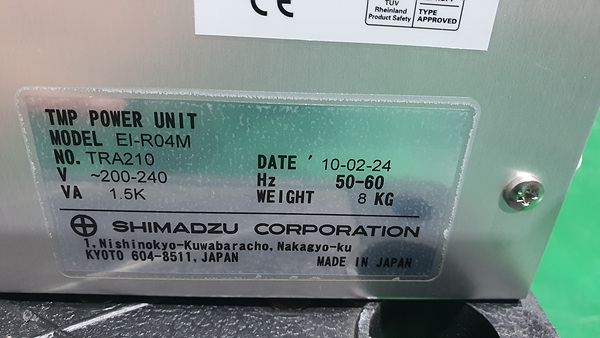 CE
TÜV
Rheinland
Product Safety
TYPE
APPROVED
TMP POWER UNIT
MODEL EI-R04M
NO. TRA210
DATE ' 10-02-24
V ~200-240
Hz 50-60
VA 1.5K
WEIGHT 8 KG
SHIMADZU CORPORATION
1, Nishinokyo-Kuwabaracho, Nakagyo-ku
KYOTO 604-8511, JAPAN
MADE IN JAPAN